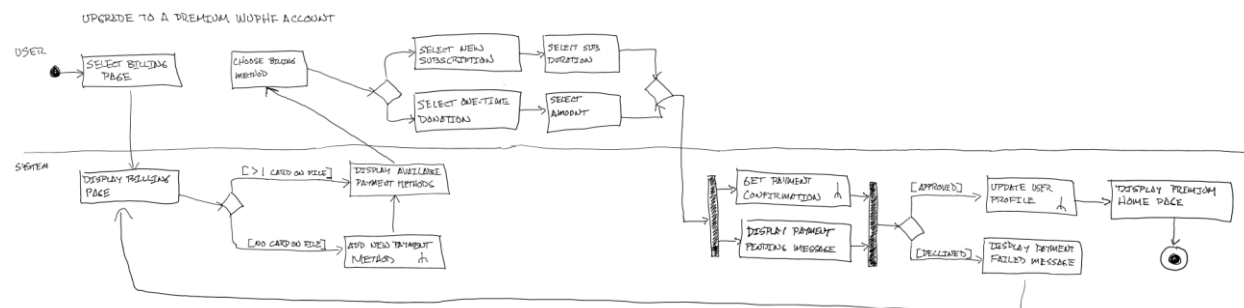 UPGRADE TO A PREMIUM WUPHF ACCOUNT
USER
SELECT BILLING
PAGE
CHOOSE BILLING
METHOD
SELECT NEW
SUBSCRIPTION
SELECT SUB
DURATION
SELECT ONE-TIME
DONATION
SELECT
AMOUNT
SYSTEM
DISPLAY BILLING
PAGE
[>1 CARD ON FILE]
DISPLAY AVAILABLE
PAYMENT METHODS
[NO CARD ON FILE]
ADD NEW PAYMENT
METHOD
GET PAYMENT
CONFIRMATION
DISPLAY PAYMENT
PENDING MESSAGE
[APPROVED]
UPDATE USER
PROFILE
DISPLAY PREMIUM
HOME PAGE
[DECLINED]
DISPLAY PAYMENT
FAILED MESSAGE